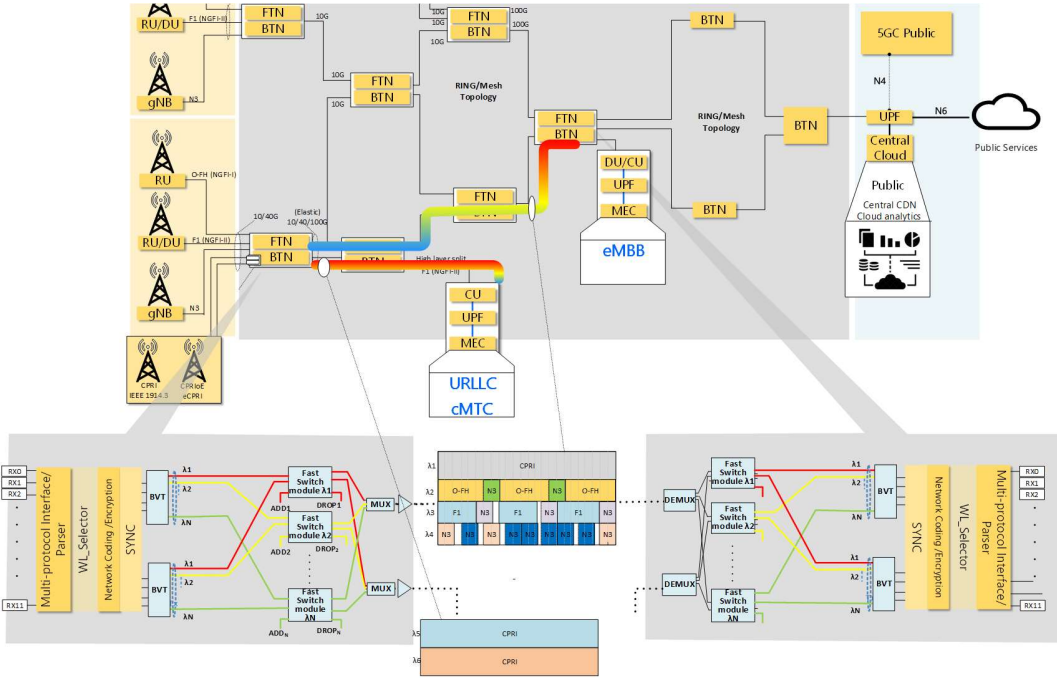 RU/DU
F1 (NGFI-II)
10G
FTN
BTN
10G
10G
10G
100G
100G
FTN
BTN
10G
gNB
N3
10G
10G
FTN
BTN
RING/Mesh
Topology
BTN
5GC Public
N4
FTN
BTN
RING/Mesh
Topology
BTN
UPF
N6
Public Services
Central
Cloud
RU
O-FH (NGFI-I)
DU/CU
UPF
MEC
eMBB
Public
Central CDN
Cloud analytics
FTN
BTN
BTN
10/40G
(Elastic)
10/40/100G
RU/DU
F1 (NGFI-II)
FTN
BTN
BTN
High layer split
F1 (NGFI-II)
gNB
N3
CU
UPF
MEC
URLLC
cMTC
CPRI
IEEE 1914.3
CPRIoE
eCPRI
RX0
RX1
RX2
RX11
Multi-protocol Interface/
Parser
WL_Selector
Network Coding /Encryption
SYNC
BVT
λ1
λ2
λN
BVT
λ1
λ2
λN
Fast
Switch
module λ1
ADD1
DROP1
Fast
Switch
module λ2
ADD2
DROP2
Fast
Switch
module
λN
ADDN
DROPN
MUX
MUX
λ1
CPRI
λ2
O-FH
N3
O-FH
N3
O-FH
λ3
F1
N3
F1
N3
F1
N3
λ4
N3
N3
N3
N3
N3
N3
N3
N3
N3
λ5
CPRI
λ6
CPRI
DEMUX
DEMUX
Fast
Switch
module λ1
Fast
Switch
module λ2
Fast
Switch
module
λN
λ1
λ2
λN
BVT
λ1
λ2
λN
BVT
SYNC
Network Coding /Encryption
WL_Selector
Multi-protocol Interface/
Parser
RX0
RX1
RX2
RX11